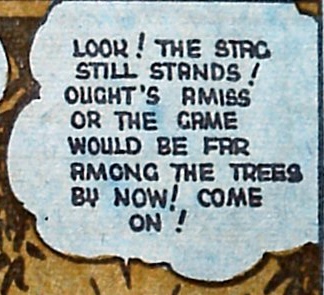 LOOK! THE STAG
STILL STANDS!
OUGHT'S AMISS
OR THE GAME
WOULD BE FAR
AMONG THE TREES
BY NOW! COME
ON!